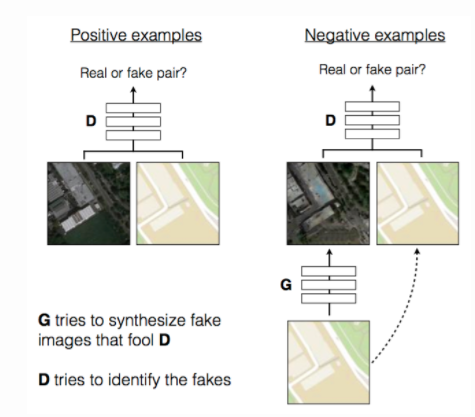 Positive examples
Negative examples
Real or fake pair?
Real or fake pair?
D
D
G
G tries to synthesize fake
images that fool D
D tries to identify the fakes